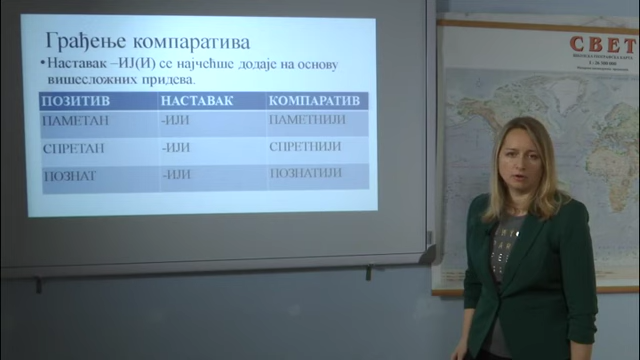 Грађење компаратива
•Наставак –ИЈ(И) се најчешће додаје на основу
вишесложних придева.
ПОЗИТИВ НАСТАВАК КОМПАРАТИВ
ПАМЕТАН -ИЈИ ПАМЕТНИЈИ
СПРЕТАН -ИЈИ СПРЕТНИЈИ
ПОЗНАТ -ИЈИ ПОЗНАТИЈИ
СВЕТ